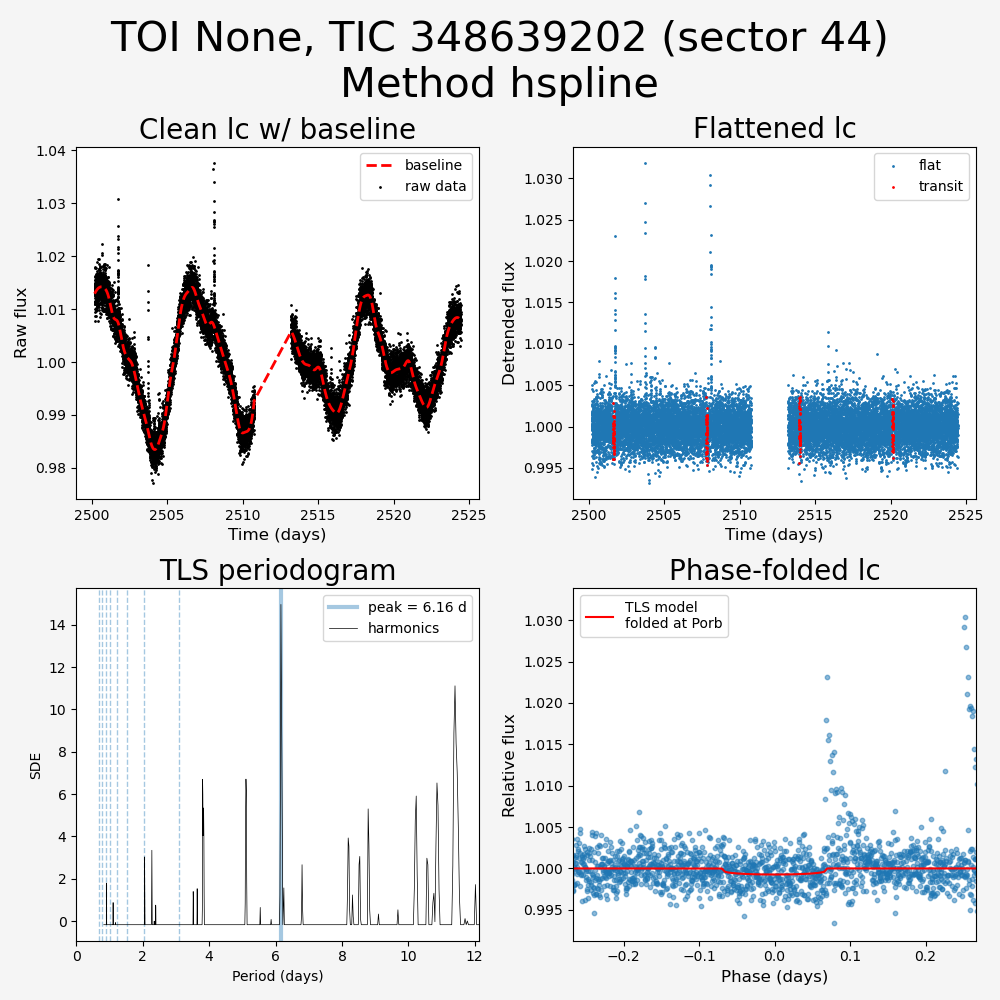 TOI None, TIC 348639202 (sector 44)
Method hspline
Clean lc w/ baseline
Flattened lc
1.04
1.03
1.02
1.01
1.00
0.99
0.98
Raw flux
baseline
raw data
2500
2505
2510
2515
2520
2525
Time (days)
1.030
1.025
1.020
1.015
1.010
1.005
1.000
0.995
Detrended flux
flat
transit
2500
2505
2510
2515
2520
2525
Time (days)
TLS periodogram
Phase-folded lc
14
12
10
8
6
4
2
0
SDE
peak = 6.16 d
harmonics
0
2
4
6
8
10
12
Period (days)
1.030
1.025
1.020
1.015
1.010
1.005
1.000
0.995
Relative flux
TLS model
folded at Porb
−0.2
−0.1
0.0
0.1
0.2
Phase (days)